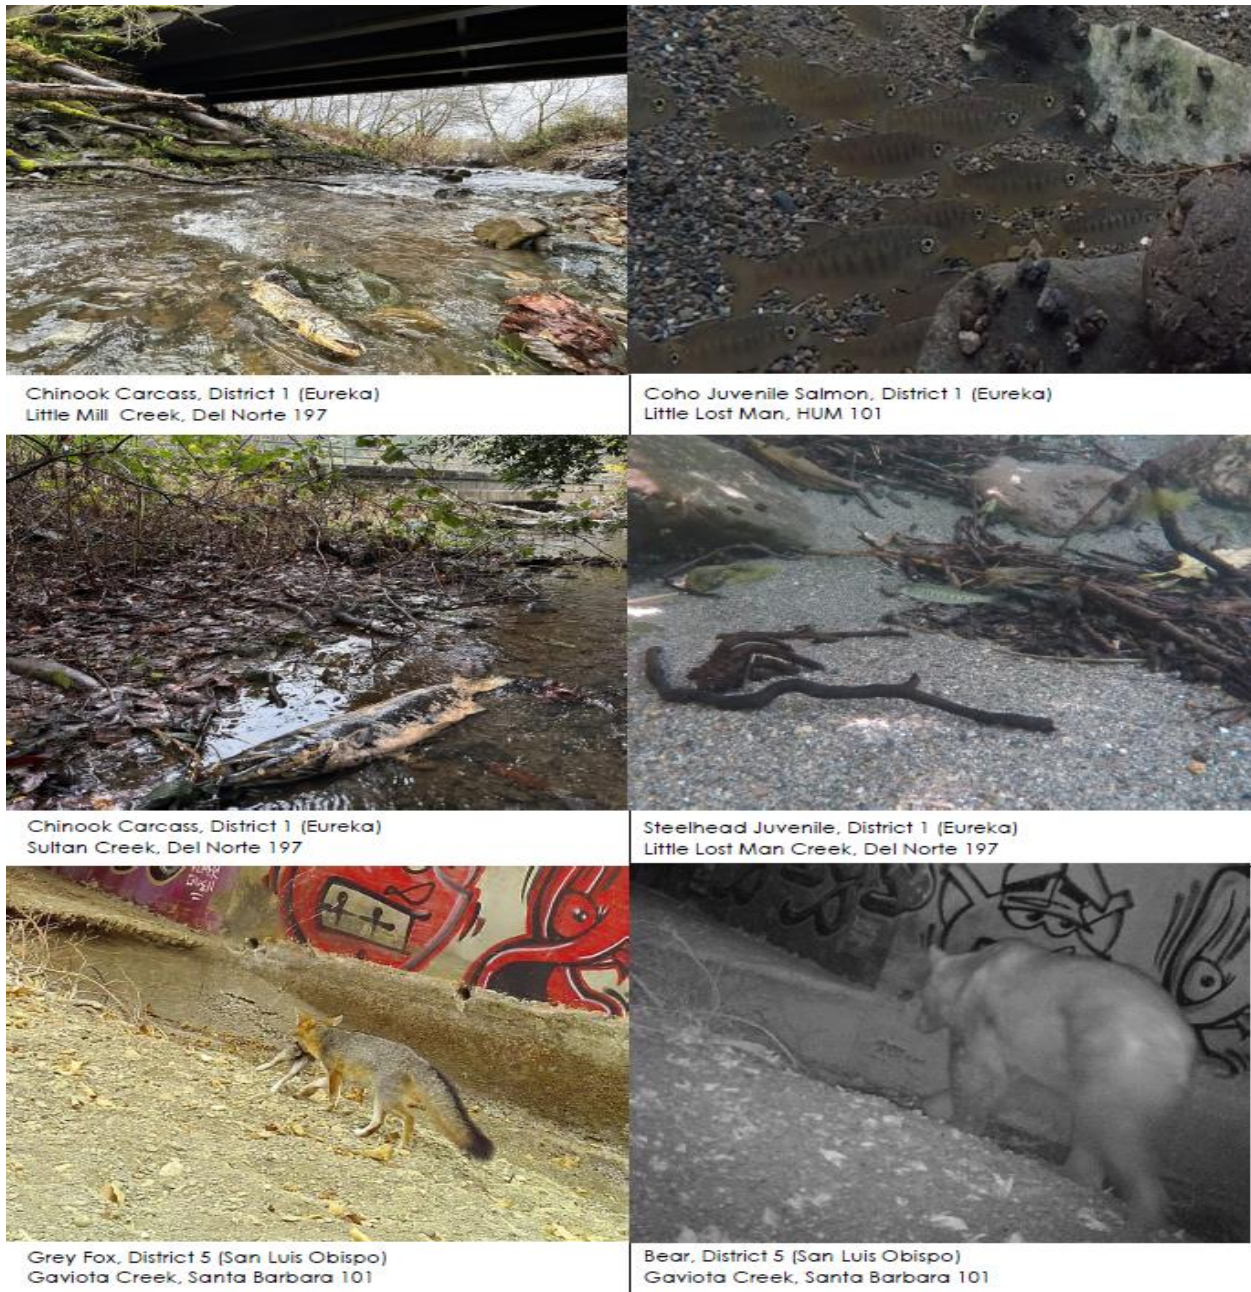 Chinook Carcass, District 1 (Eureka)
Little Mill Creek, Del Norte 197
Coho Juvenile Salmon, District 1 (Eureka)
Little Lost Man, HUM 101
Chinook Carcass, District 1 (Eureka)
Sultan Creek, Del Norte 197
Steelhead Juvenile, District 1 (Eureka)
Little Lost Man Creek, Del Norte 197
Grey Fox, District 5 (San Luis Obispo)
Gaviota Creek, Santa Barbara 101
Bear, District 5 (San Luis Obispo)
Gaviota Creek, Santa Barbara 101